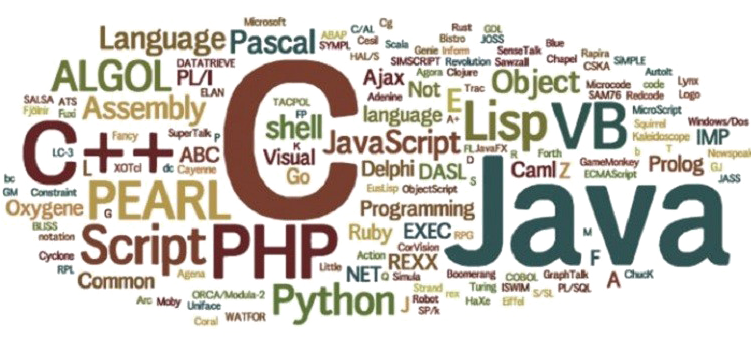 Microsoft
Language
Pascal
ABAP
C/AL
Cg
SYMPL
Cesil
Scala
Rust
GDL
Bistro
JOSS
DATATRIEVE
HAL/S
Genie
Inform
SenseTalk
Blue
SIMSCRIPT
Revolution
Sawzall
Chapel
Rapira
CSKA
SIMPLE
ALGOL
PL/I
Ajax
Agora
Clojure
Object
Microcode
code
AutoIt
Lynx
ELAN
Adenine
Not
Trac
SAM76
Redcode
Logo
SALSA
ATS
TACPOL
FP
E
MicroScript
Fjölnir
Fuxi
Assembly
C
shell
language
A+
Lisp
VB
Squirrel
Windows/Dos
C++
Fancy
SuperTalk
P
K
JavaScript
Kaleidoscope
IMP
LC-3
ABC
Visual
FL
JavaFX
R
Forth
b
T
Newspeak
bc
L
XOTcl
dc
Cayenne
Go
Delphi
DASL
D
Caml
Z
GameMonkey
Prolog
GJ
GM
Constraint
EusLisp
ObjectScript
S
ECMAScript
JASS
Oxygene
PEARL
G
Programming
Java
BLISS
notation
Script
PHP
Ruby
EXEC
RPG
M
Cyclone
CorVision
F
RPL
Common
Agena
Little
Action
REXX
NET
Q
Simula
Boomerang
COBOL
GraphTalk
A
ChucK
Arc
Moby
ORCA/Modula-2
Python
Strand
rex
Turing
ISWIM
PL/SQL
Uniface
J
Robot
HaXe
Eiffel
S/SL
Coral
WATFOR
SP/k